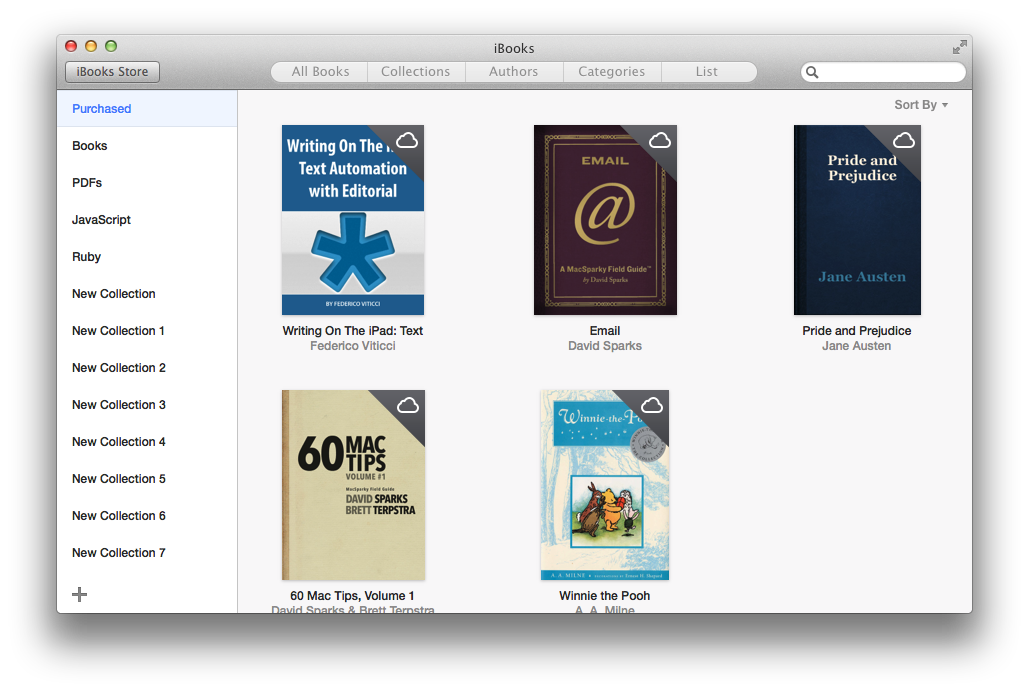 iBooks
iBooks Store
All Books
Collections
Authors
Categories
List
Purchased
Books
PDFs
JavaScript
Ruby
New Collection
New Collection 1
New Collection 2
New Collection 3
New Collection 4
New Collection 5
New Collection 6
New Collection 7
Sort By
Writing On The
Text Automation
with Editorial
BY FEDERICO VITICCI
Writing On The iPad: Text
Federico Viticci
EMAIL
@
A MacSparky Field Guide™
by David Sparks
Email
David Sparks
Pride and
Prejudice
Jane Austen
Pride and Prejudice
Jane Austen
60 MAC
TIPS
VOLUME #1
MacSparky Field Guide
DAVID SPARKS
BRETT TERPSTRA
60 Mac Tips, Volume 1
David Sparks & Brett Terpstra
Winnie-the-P
A. A. MILNE
Winnie the Pooh
A. A. Milne